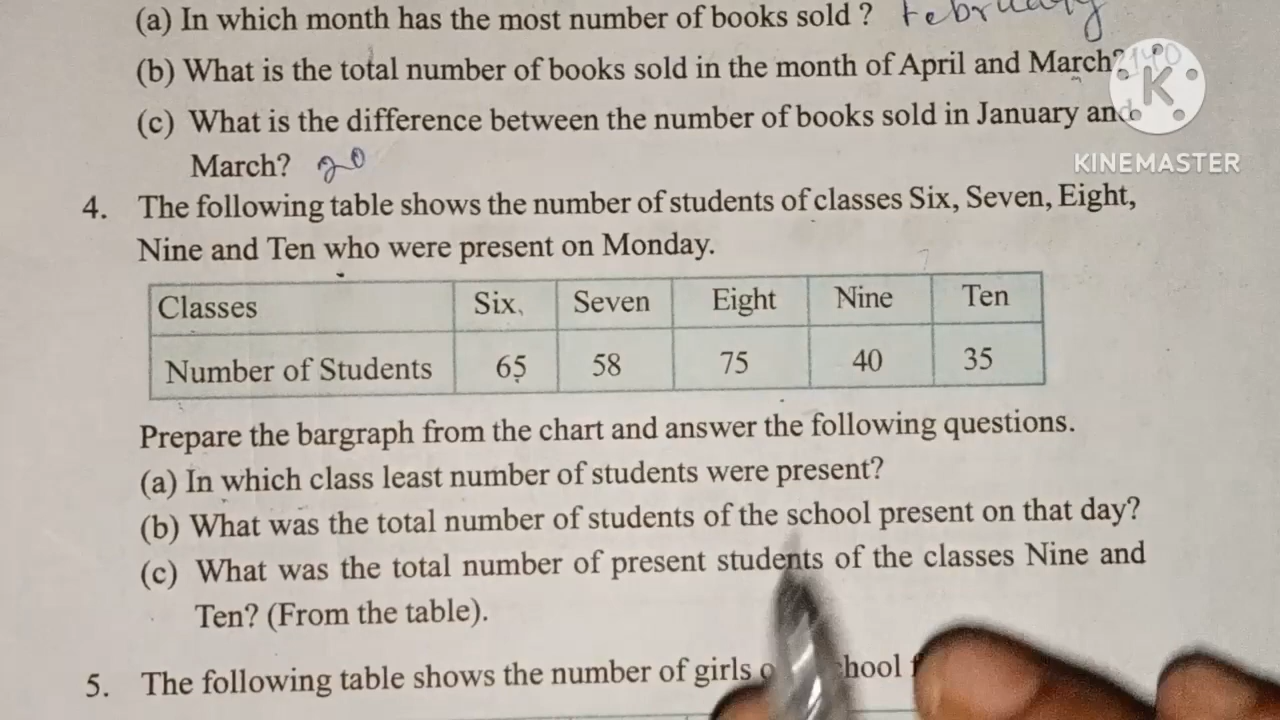 (a) In which month has the most number of books sold ? February
(b) What is the total number of books sold in the month of April and March?
(c) What is the difference between the number of books sold in January and
March? 20
KINEMASTER
4. The following table shows the number of students of classes Six, Seven, Eight,
Nine and Ten who were present on Monday.
Classes Six Seven Eight Nine Ten
Number of Students 65 58 75 40 35
Prepare the bargraph from the chart and answer the following questions.
(a) In which class least number of students were present?
(b) What was the total number of students of the school present on that day?
(c) What was the total number of present students of the classes Nine and
Ten? (From the table).
5. The following table shows the number of girls